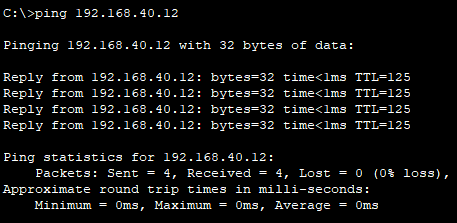 C:\>ping 192.168.40.12
Pinging 192.168.40.12 with 32 bytes of data:
Reply from 192.168.40.12: bytes=32 time<1ms TTL=125
Reply from 192.168.40.12: bytes=32 time<1ms TTL=125
Reply from 192.168.40.12: bytes=32 time<1ms TTL=125
Reply from 192.168.40.12: bytes=32 time<1ms TTL=125
Ping statistics for 192.168.40.12:
    Packets: Sent = 4, Received = 4, Lost = 0 (0% loss),
Approximate round trip times in milli-seconds:
    Minimum = 0ms, Maximum = 0ms, Average = 0ms